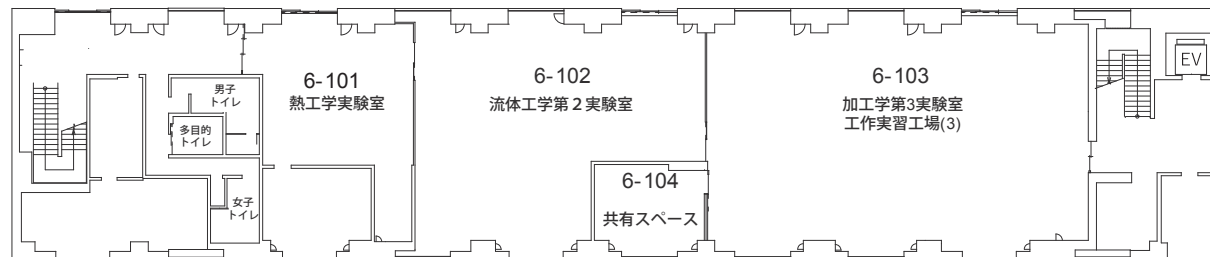 6-101
熱工学実験室
6-102
流体工学第２実験室
6-103
加工学第3実験室
工作実習工場(3)
EV
男子
トイレ
多目的
トイレ
女子
トイレ
6-104
共有スペース